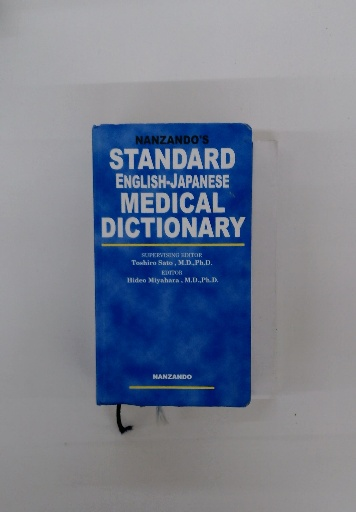 NANZANDO'S
STANDARD
ENGLISH-JAPANESE
MEDICAL
DICTIONARY
SUPERVISING EDITOR
Toshiro Sato , M.D.,Ph.D.
EDITOR
Hideo Miyahara , M.D.,Ph.D.
NANZANDO